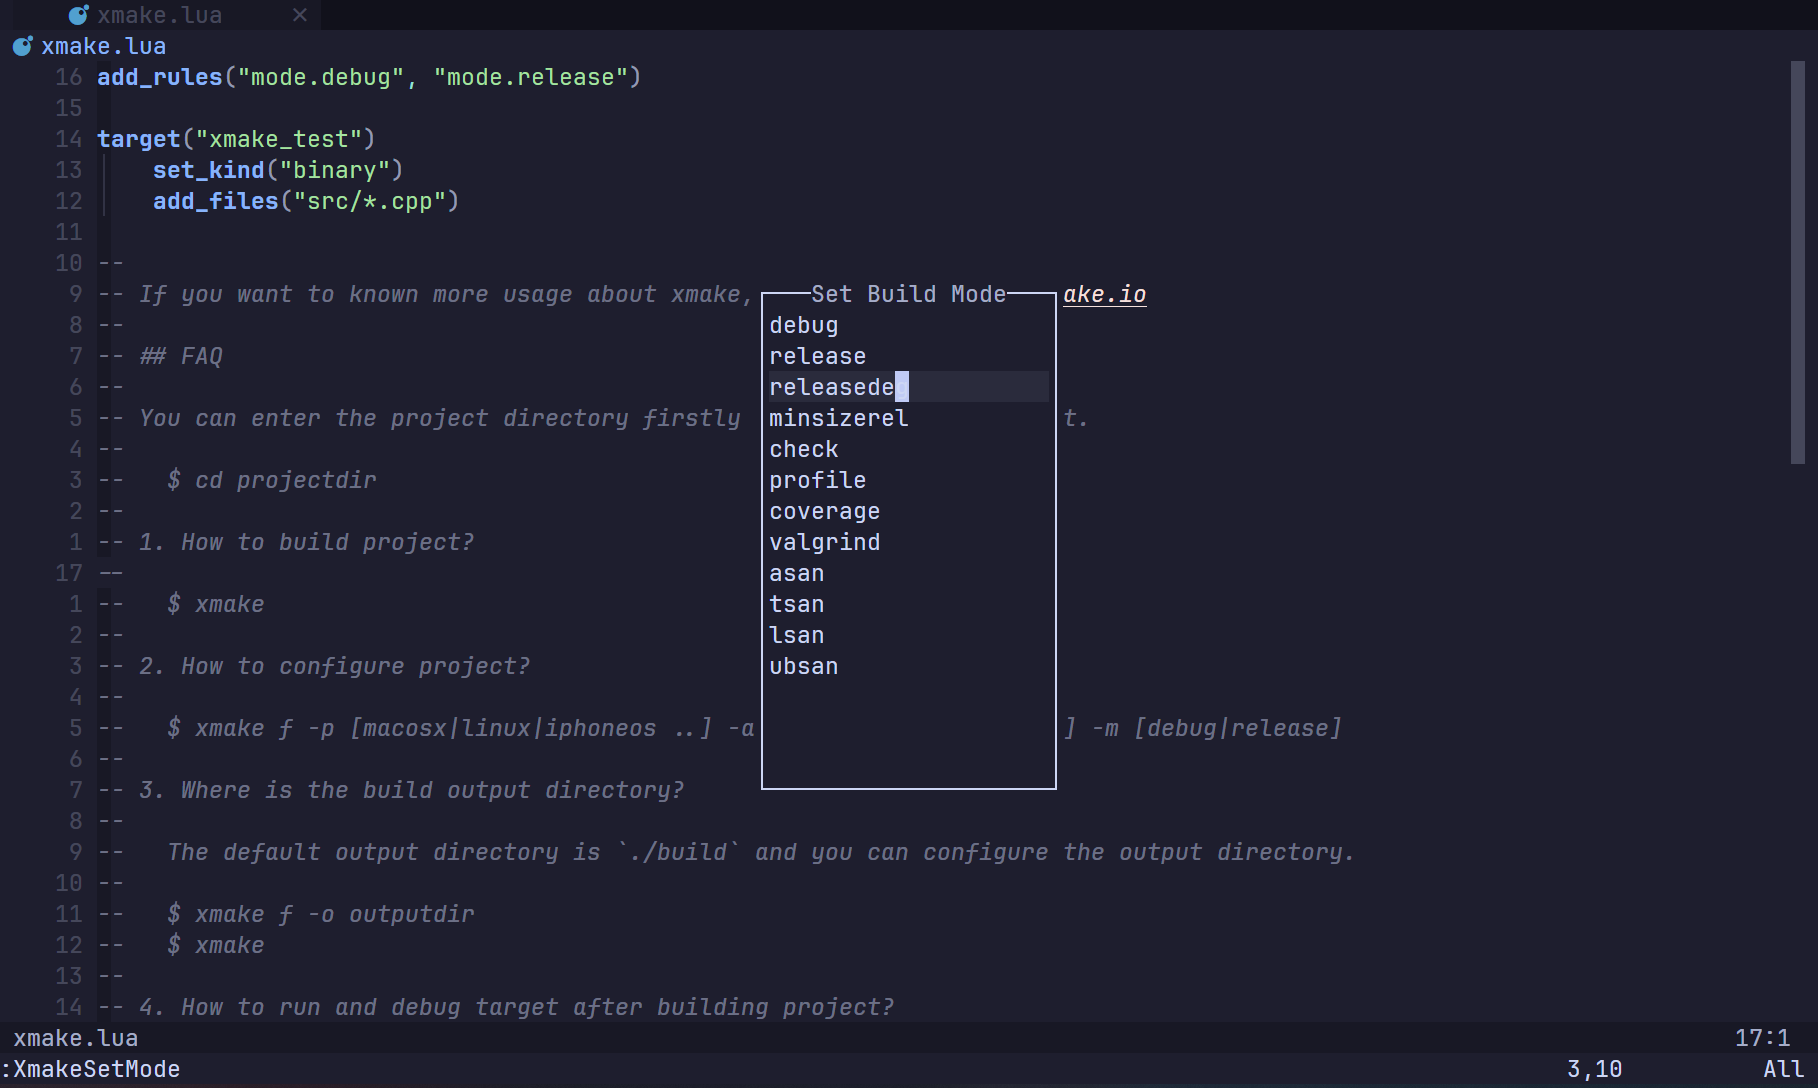 xmake.lua ×
xmake.lua
16 add_rules("mode.debug", "mode.release")
15
14 target("xmake_test")
13 set_kind("binary")
12 add_files("src/*.cpp")
11
10 --
9 -- If you want to known more usage about xmake, ake.io
Set Build Mode
8 --
debug
7 -- ## FAQ
release
6 --
releasedeg
5 -- You can enter the project directory firstly t.
minsizerel
4 --
check
3 -- $ cd projectdir
profile
2 --
coverage
1 -- 1. How to build project?
valgrind
17 --
asan
1 -- $ xmake
tsan
2 --
lsan
3 -- 2. How to configure project?
ubsan
4 --
5 -- $ xmake f -p [macosx|linux|iphoneos ..] -a ] -m [debug|release]
6 --
7 -- 3. Where is the build output directory?
8 --
9 -- The default output directory is `./build` and you can configure the output directory.
10 --
11 -- $ xmake f -o outputdir
12 -- $ xmake
13 --
14 -- 4. How to run and debug target after building project?
xmake.lua 17:1
:XmakeSetMode 3,10 All